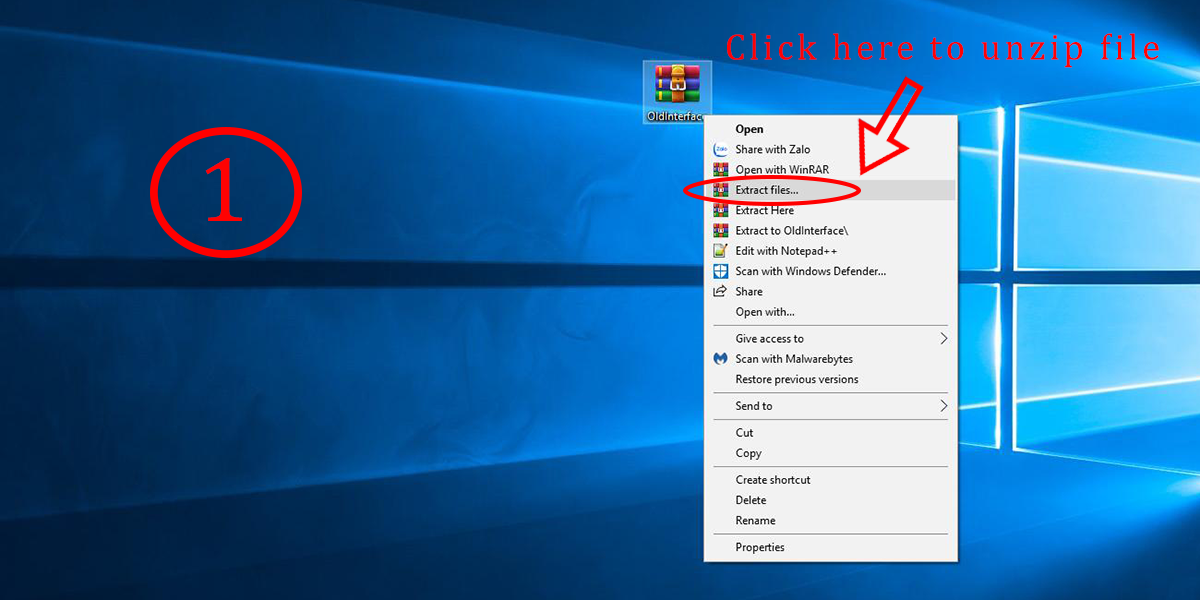 Click here to unzip file
1
OldInterface
Open
Share with Zalo
Open with WinRAR
Extract files...
Extract Here
Extract to OldInterface\
Edit with Notepad++
Scan with Windows Defender...
Share
Open with...
Give access to
Scan with Malwarebytes
Restore previous versions
Send to
Cut
Copy
Create shortcut
Delete
Rename
Properties